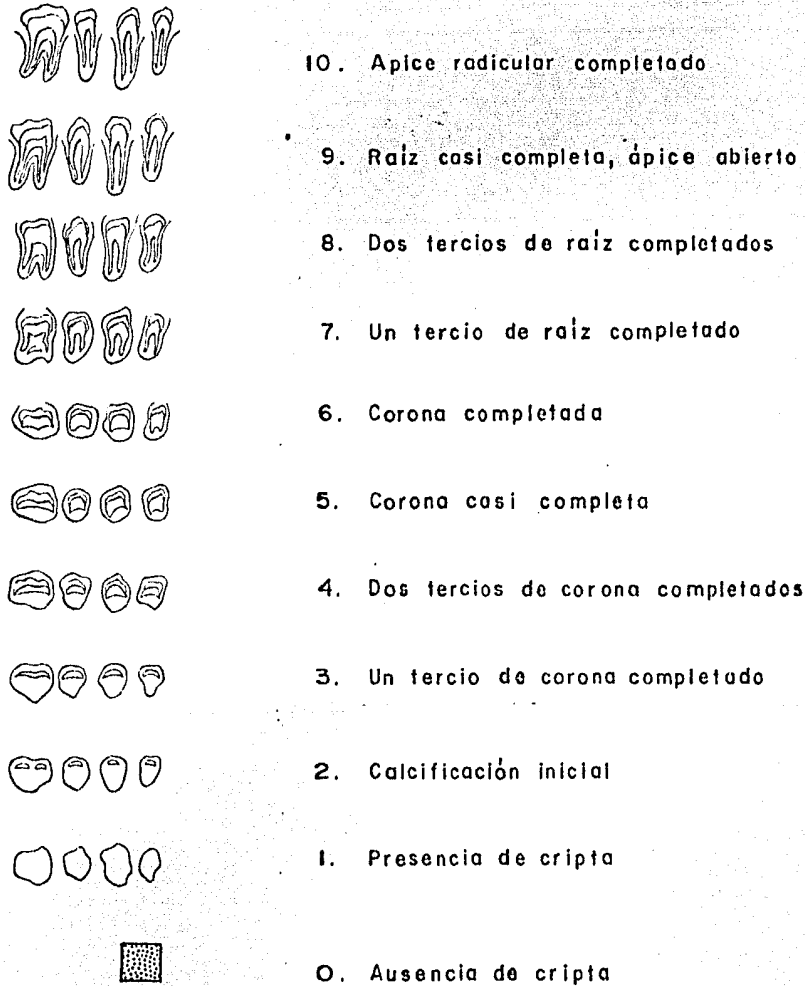 10. Apice radicular completado
9. Raíz casi completa, ápice abierto
8. Dos tercios de raíz completados
7. Un tercio de raíz completado
6. Corona completada
5. Corona casi completa
4. Dos tercios de corona completados
3. Un tercio de corona completado
2. Calcificación inicial
1. Presencia de cripta
0. Ausencia de cripta